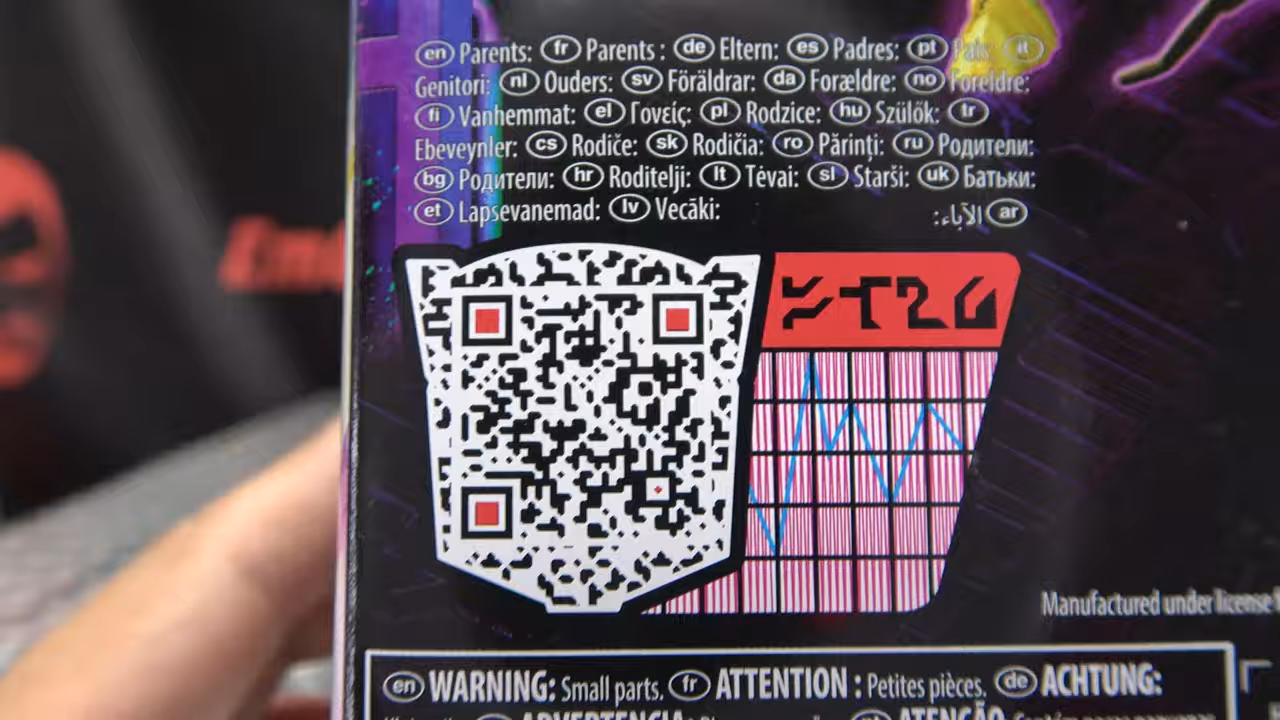 en Parents: fr Parents : de Eltern: es Padres: pt Pais: it
Genitori: nl Ouders: sv Föräldrar: da Forældre: no Foreldre:
fi Vanhemmat: el Γονείς: pl Rodzice: hu Szülők: tr
Ebeveynler: cs Rodiče: sk Rodičia: ro Părinți: ru Родители:
bg Родители: hr Roditelji: lt Tėvai: sl Starši: uk Батьки:
et Lapsevanemad: lv Vecāki: ar الآباء:
Manufactured under license
en WARNING: Small parts. fr ATTENTION : Petites pièces. de ACHTUNG: